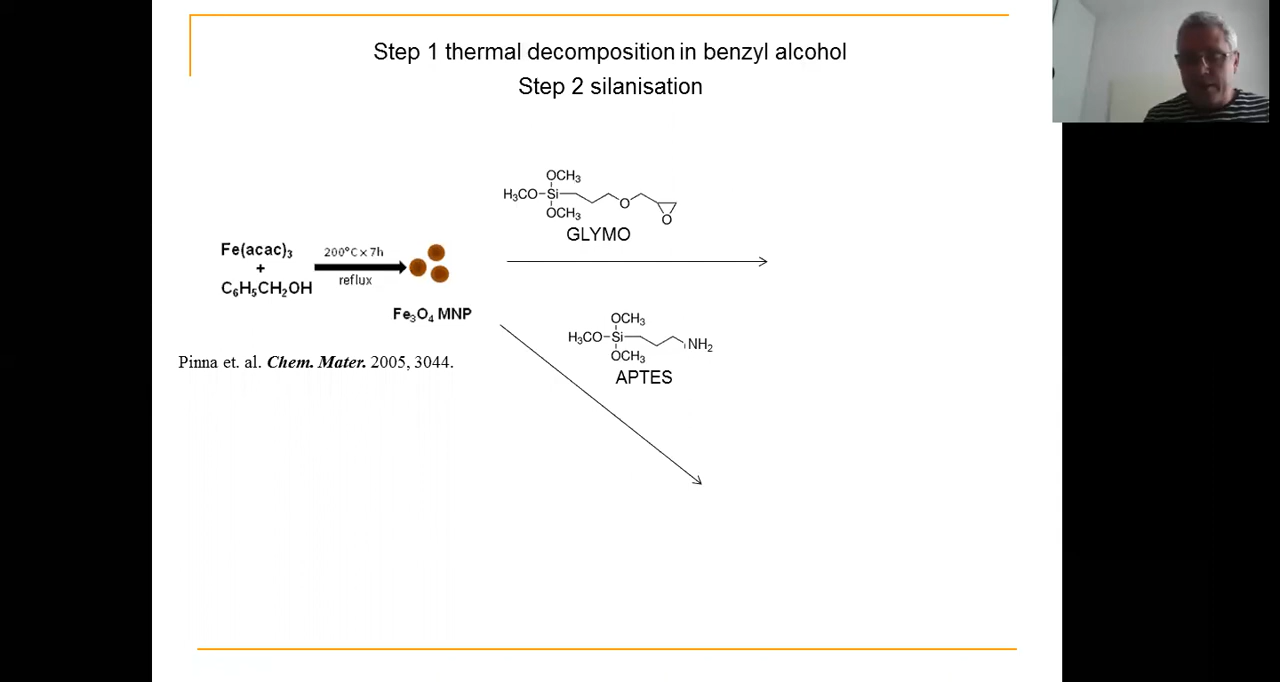 Step 1 thermal decomposition in benzyl alcohol
Step 2 silanisation
OCH₃
H₃CO-Si
OCH₃
O
O
GLYMO
Fe(acac)₃
+
C₆H₅CH₂OH
200°C x 7h
reflux
Fe₃O₄ MNP
OCH₃
H₃CO-Si
NH₂
OCH₃
APTES
Pinna et. al. Chem. Mater. 2005, 3044.